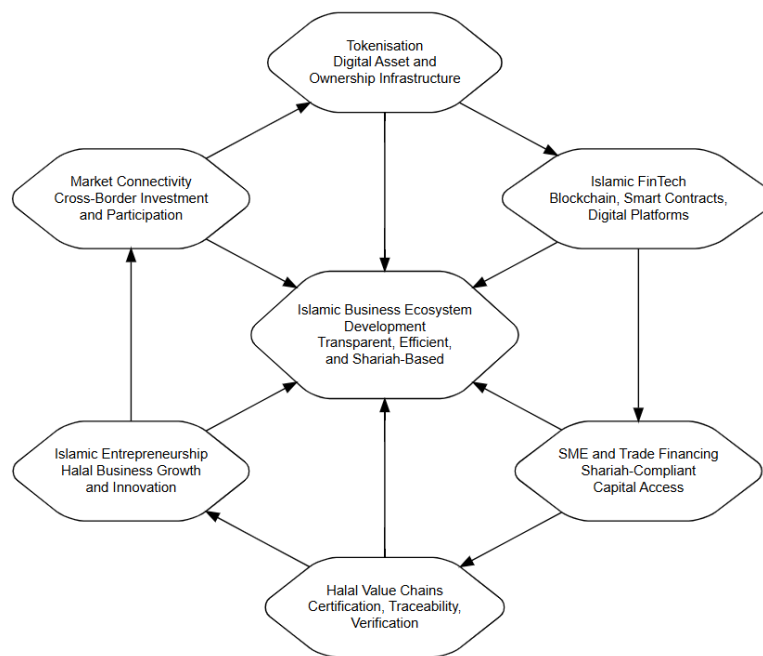 Tokenisation
Digital Asset and
Ownership Infrastructure
Market Connectivity
Cross-Border Investment
and Participation
Islamic FinTech
Blockchain, Smart Contracts,
Digital Platforms
Islamic Business Ecosystem
Development
Transparent, Efficient,
and Shariah-Based
Islamic Entrepreneurship
Halal Business Growth
and Innovation
SME and Trade Financing
Shariah-Compliant
Capital Access
Halal Value Chains
Certification, Traceability,
Verification